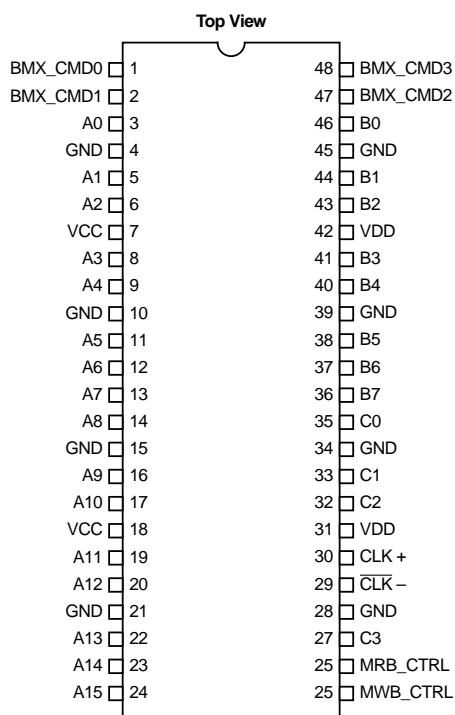 Top View
BMX_CMD0 1 48 BMX_CMD3
BMX_CMD1 2 47 BMX_CMD2
A0 3 46 B0
GND 4 45 GND
A1 5 44 B1
A2 6 43 B2
VCC 7 42 VDD
A3 8 41 B3
A4 9 40 B4
GND 10 39 GND
A5 11 38 B5
A6 12 37 B6
A7 13 36 B7
A8 14 35 C0
GND 15 34 GND
A9 16 33 C1
A10 17 32 C2
VCC 18 31 VDD
A11 19 30 CLK +
A12 20 29 C̅L̅K̅ –
GND 21 28 GND
A13 22 27 C3
A14 23 25 MRB_CTRL
A15 24 25 MWB_CTRL